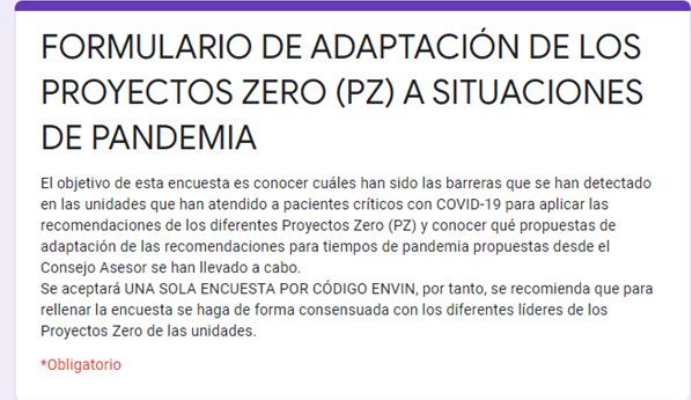 FORMULARIO DE ADAPTACIÓN DE LOS
PROYECTOS ZERO (PZ) A SITUACIONES
DE PANDEMIA
El objetivo de esta encuesta es conocer cuáles han sido las barreras que se han detectado
en las unidades que han atendido a pacientes críticos con COVID-19 para aplicar las
recomendaciones de los diferentes Proyectos Zero (PZ) y conocer qué propuestas de
adaptación de las recomendaciones para tiempos de pandemia propuestas desde el
Consejo Asesor se han llevado a cabo.
Se aceptará UNA SOLA ENCUESTA POR CÓDIGO ENVIN, por tanto, se recomienda que para
rellenar la encuesta se haga de forma consensuada con los diferentes líderes de los
Proyectos Zero de las unidades.
*Obligatorio